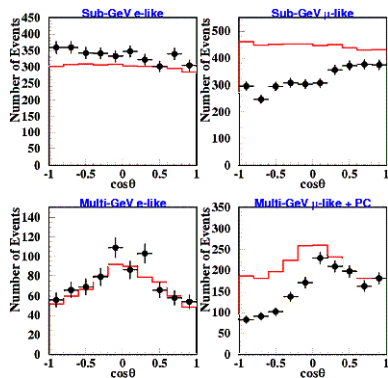 Sub-GeV e-like
Number of Events
450
400
350
300
250
200
150
100
50
0
-1 -0.5 0 0.5 1
cosθ
Sub-GeV μ-like
Number of Events
500
400
300
200
100
0
-1 -0.5 0 0.5 1
cosθ
Multi-GeV e-like
Number of Events
140
120
100
80
60
40
20
0
-1 -0.5 0 0.5 1
cosθ
Multi-GeV μ-like + PC
Number of Events
350
300
250
200
150
100
50
0
-1 -0.5 0 0.5 1
cosθ